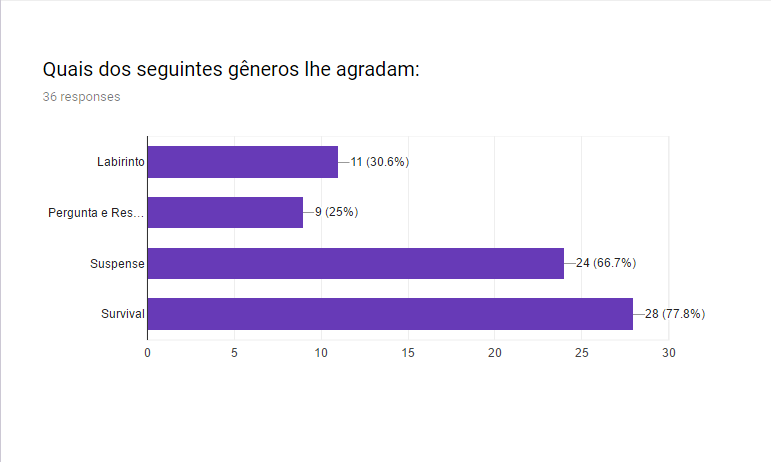 Quais dos seguintes gêneros lhe agradam:
36 responses
Labirinto 11 (30.6%)
Pergunta e Res... 9 (25%)
Suspense 24 (66.7%)
Survival 28 (77.8%)
0 5 10 15 20 25 30